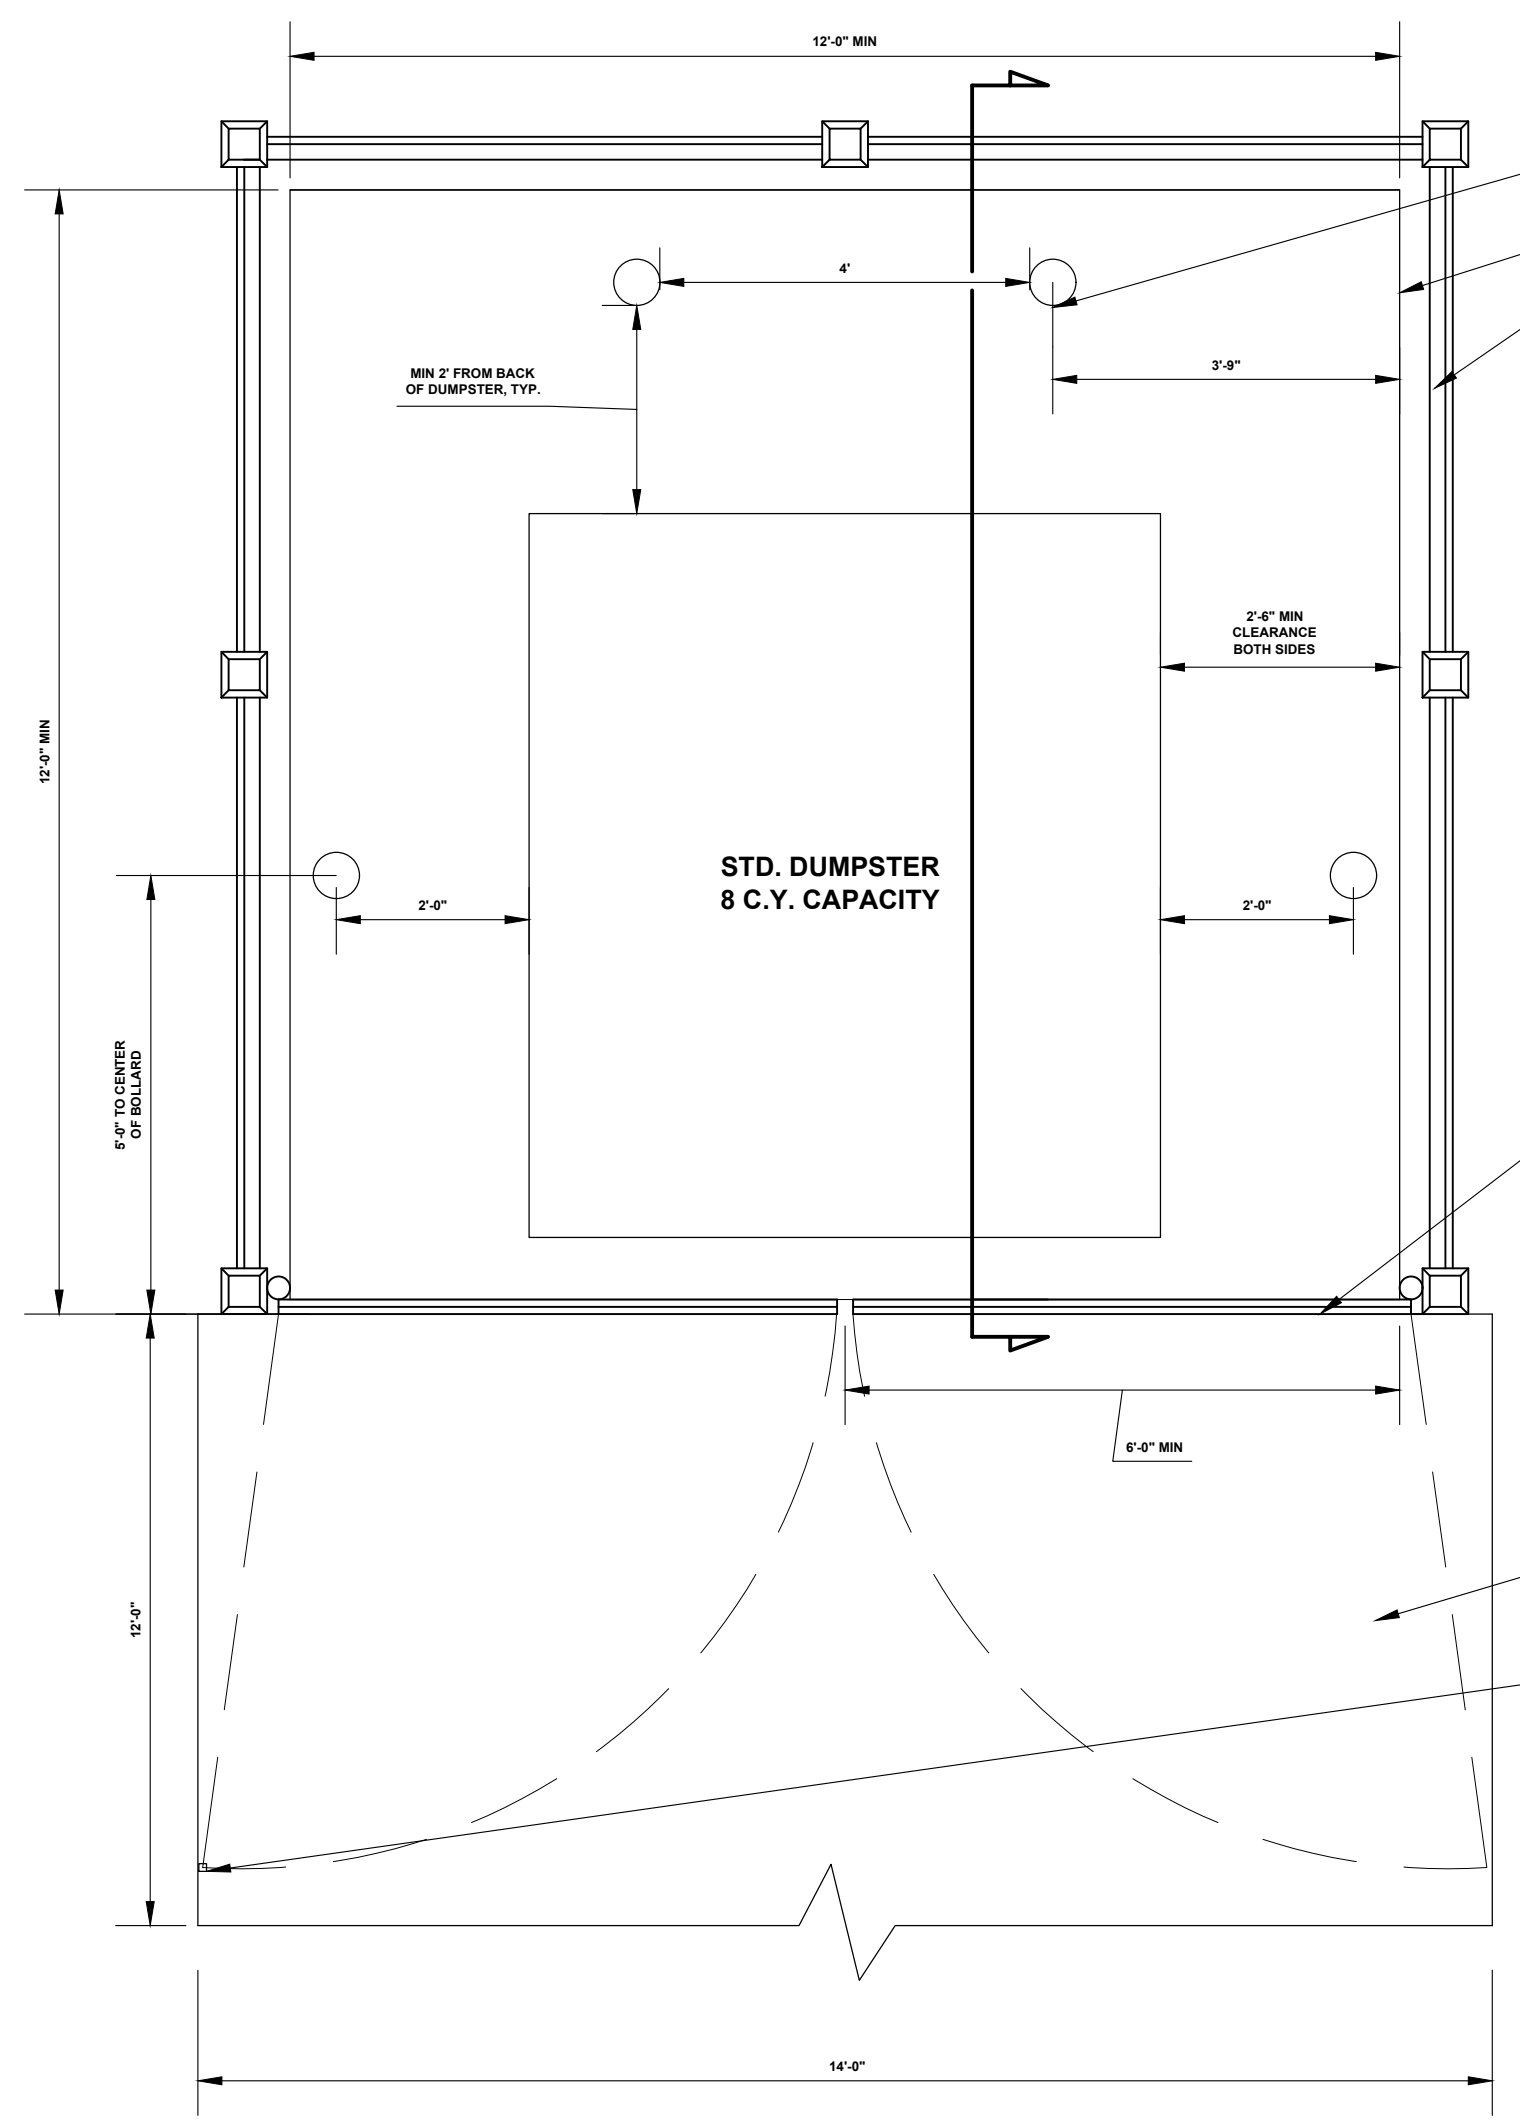 12'-0" MIN
4'
MIN 2' FROM BACK
OF DUMPSTER, TYP.
3'-9"
2'-6" MIN
CLEARANCE
BOTH SIDES
12'-0" MIN
STD. DUMPSTER
8 C.Y. CAPACITY
2'-0"
2'-0"
5'-0" TO CENTER
OF BOLLARD
6'-0" MIN
12'-0"
14'-0"